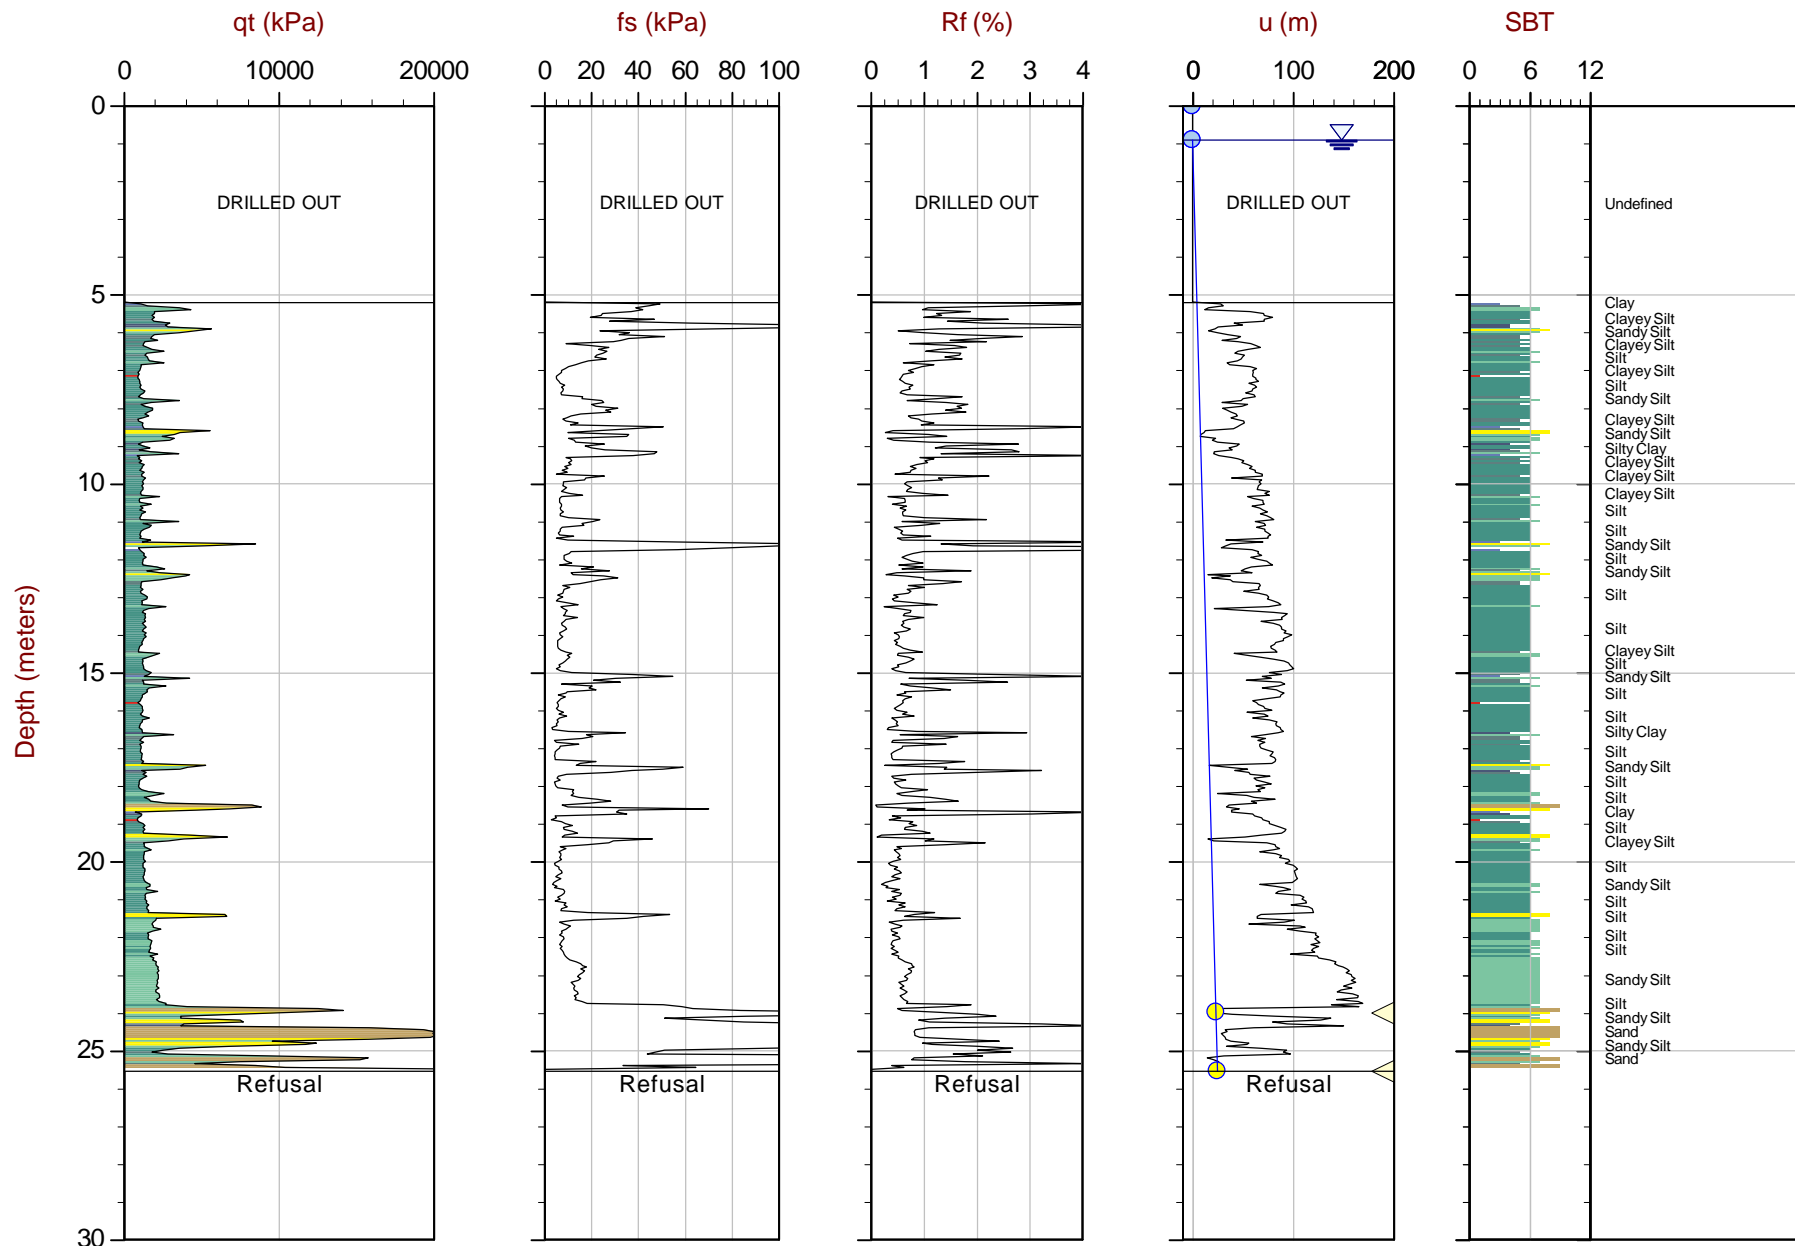 qt (kPa) fs (kPa) Rf (%) u (m) SBT
0 10000 20000 0 20 40 60 80 100 0 1 2 3 4 0 100 200 0 6 12
0
DRILLED OUT DRILLED OUT DRILLED OUT DRILLED OUT Undefined
5
Clay
Clayey Silt
Sandy Silt
Clayey Silt
Silt
Clayey Silt
Silt
Sandy Silt
Clayey Silt
Sandy Silt
Silty Clay
Clayey Silt
Clayey Silt
10
Clayey Silt
Silt
Silt
Sandy Silt
Silt
Sandy Silt
Silt
Silt
Clayey Silt
Silt
15
Sandy Silt
Silt
Silt
Silty Clay
Silt
Sandy Silt
Silt
Silt
Clay
Silt
Clayey Silt
20
Silt
Sandy Silt
Silt
Silt
Silt
Silt
Sandy Silt
Silt
Sandy Silt
Sand
Sandy Silt
25
Sand
Refusal Refusal Refusal Refusal
30
Depth (meters)